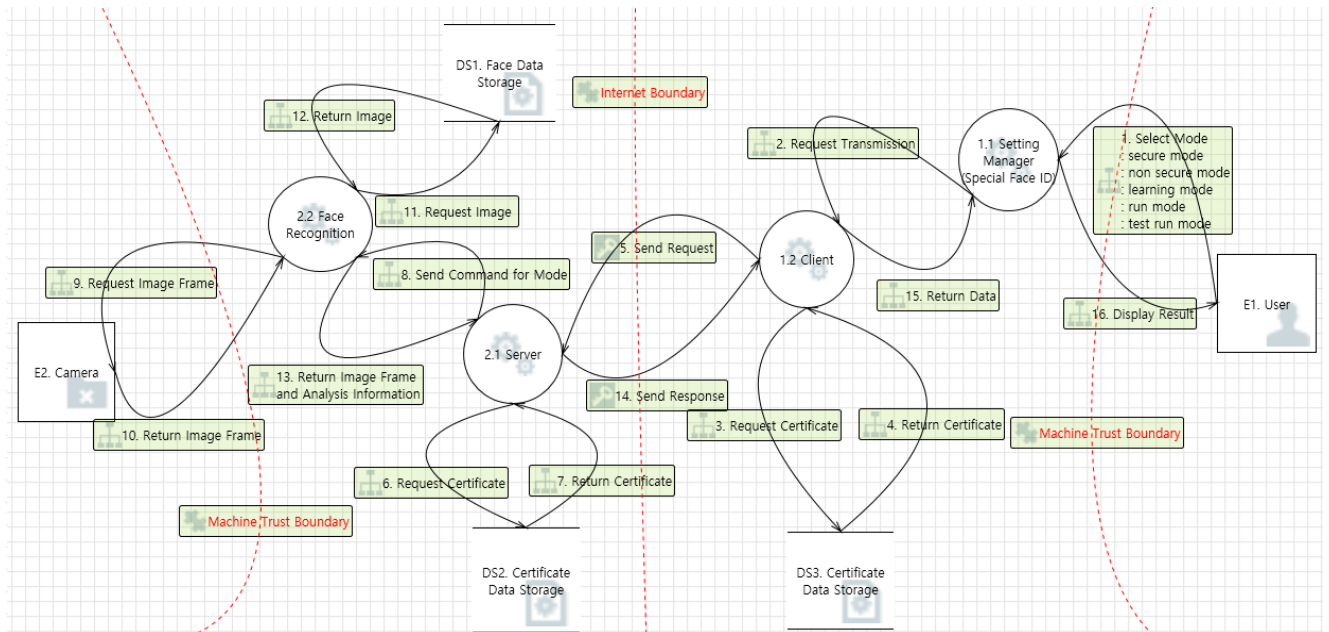 DS1. Face Data
Storage
Internet Boundary
12. Return Image
2. Request Transmission
1.1 Setting
Manager
(Special Face ID)
1. Select Mode
: secure mode
: non secure mode
: learning mode
: run mode
: test run mode
11. Request Image
2.2 Face
Recognition
5. Send Request
1.2 Client
9. Request Image Frame
8. Send Command for Mode
15. Return Data
16. Display Result
E1. User
2.1 Server
E2. Camera
13. Return Image Frame
and Analysis Information
14. Send Response
10. Return Image Frame
3. Request Certificate
4. Return Certificate
Machine Trust Boundary
6. Request Certificate
7. Return Certificate
Machine Trust Boundary
DS2. Certificate
Data Storage
DS3. Certificate
Data Storage